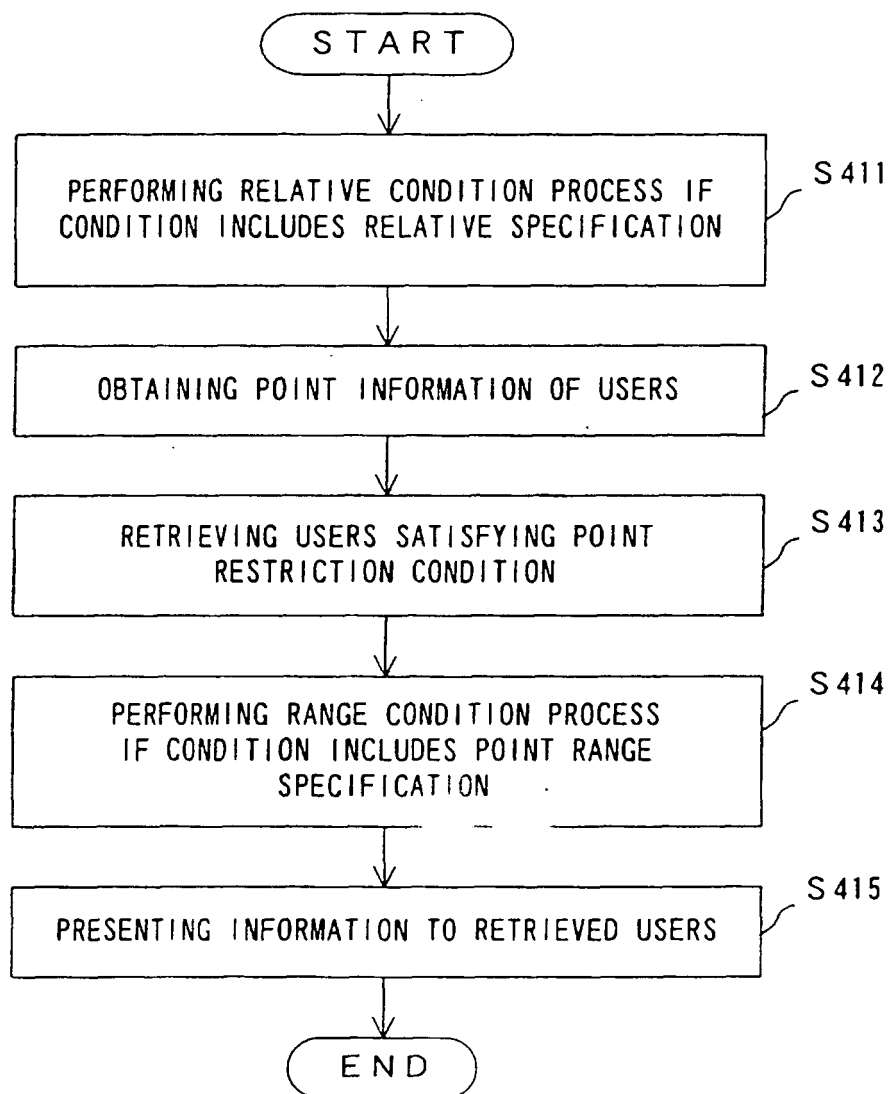 START
PERFORMING RELATIVE CONDITION PROCESS IF
CONDITION INCLUDES RELATIVE SPECIFICATION
S411
OBTAINING POINT INFORMATION OF USERS
S412
RETRIEVING USERS SATISFYING POINT
RESTRICTION CONDITION
S413
PERFORMING RANGE CONDITION PROCESS
IF CONDITION INCLUDES POINT RANGE
SPECIFICATION
S414
PRESENTING INFORMATION TO RETRIEVED USERS
S415
END